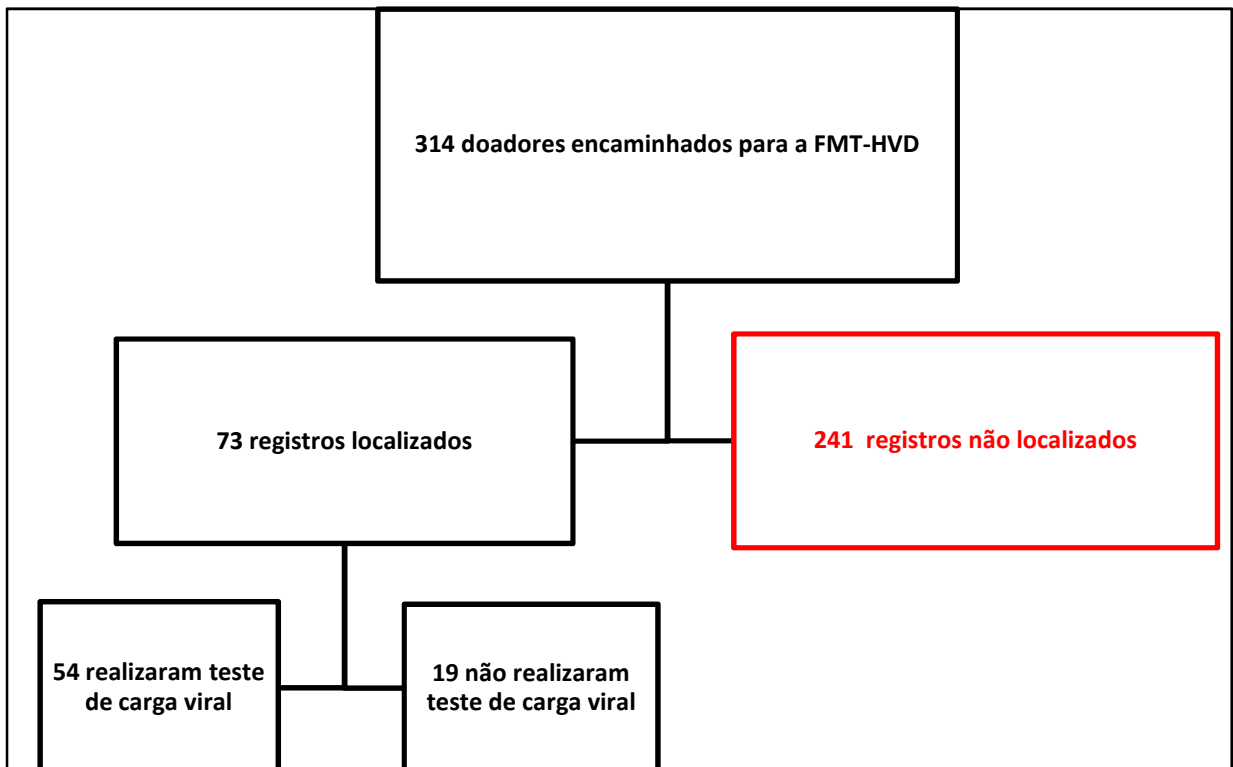 314 doadores encaminhados para a FMT-HVD
73 registros localizados
241 registros não localizados
54 realizaram teste
de carga viral
19 não realizaram
teste de carga viral